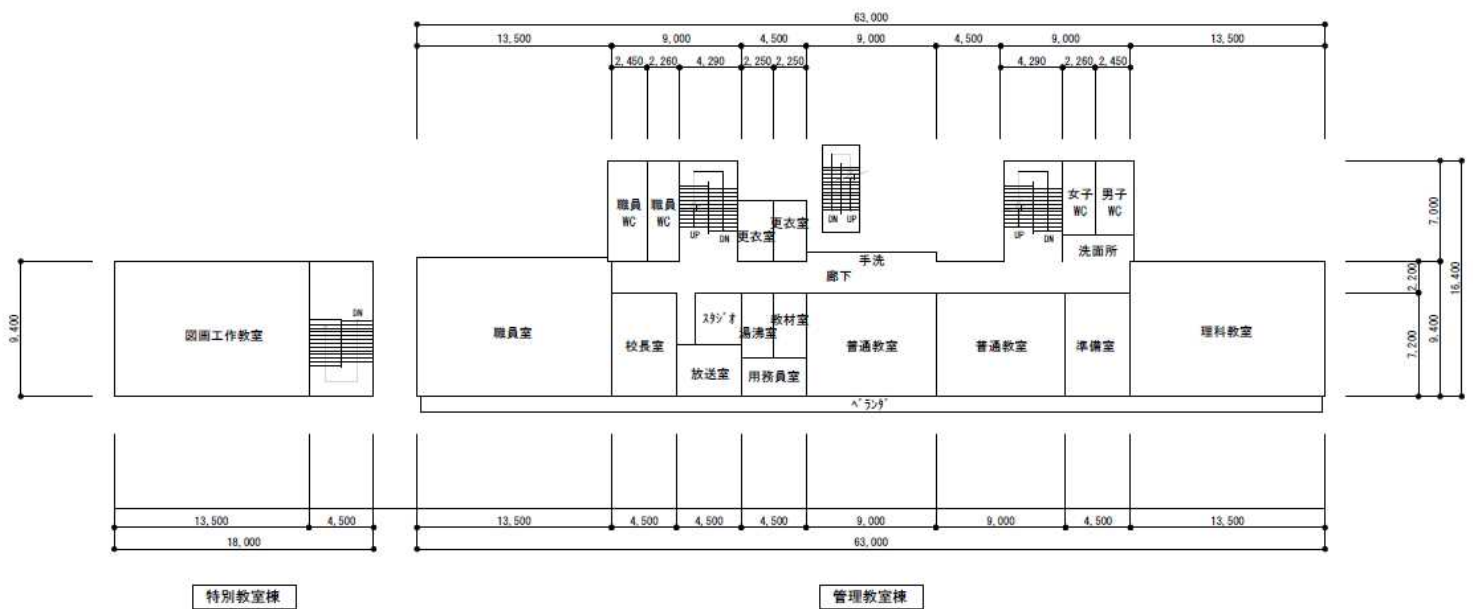 63,000
13,500 9,000 4,500 9,000 4,500 9,000 13,500
2,450 2,260 4,290 2,250 2,250 4,290 2,260 2,450
職員
WC
職員
WC
UP DN
更衣室
更衣室
DN UP
UP DN
女子
WC
男子
WC
洗面所
手洗
廊下
7,000
2,200
16,400
9,400
7,200
9,400
図画工作教室
DN
職員室
校長室
スタジオ
放送室
湯沸室
教材室
用務員室
普通教室
普通教室
準備室
理科教室
ベランダ
13,500 4,500
18,000
13,500 4,500 4,500 4,500 9,000 9,000 4,500 13,500
63,000
特別教室棟
管理教室棟